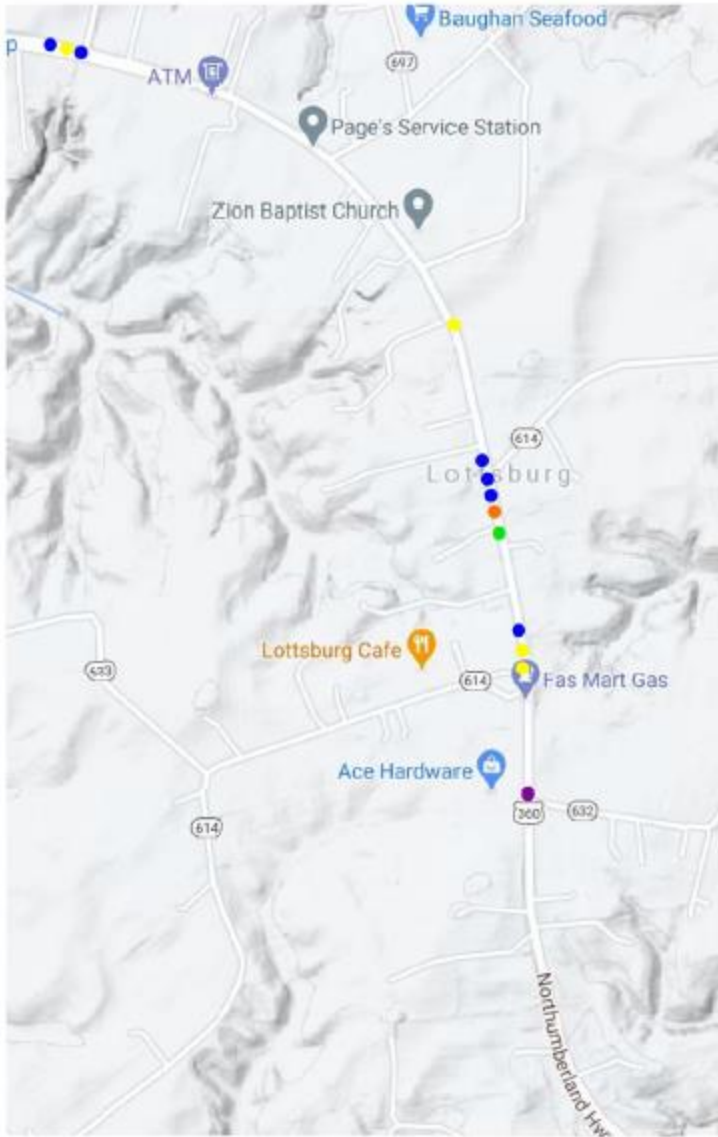 Baughan Seafood
p
697
ATM
Page's Service Station
Zion Baptist Church
614
Lottsburg
Lottsburg Cafe
633
614
Fas Mart Gas
Ace Hardware
360
632
614
Northumberland Hw